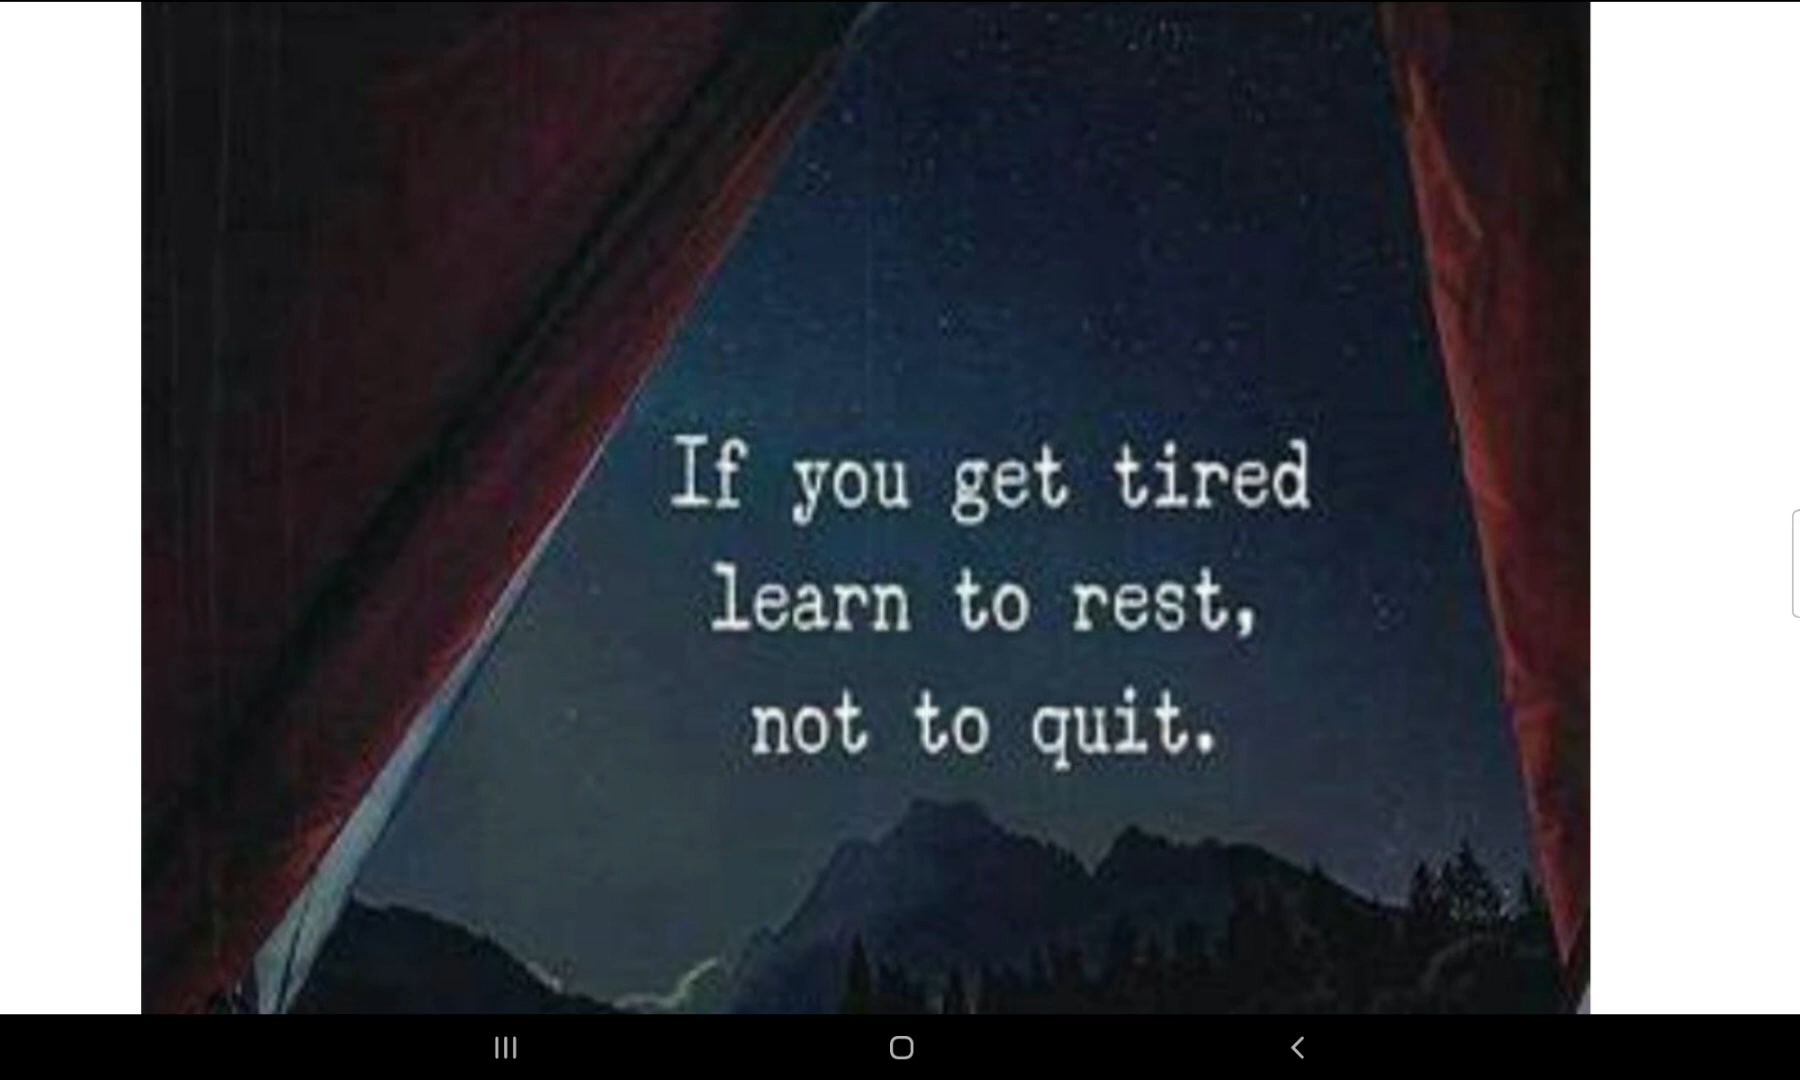 If you get tired
learn to rest,
not to quit.